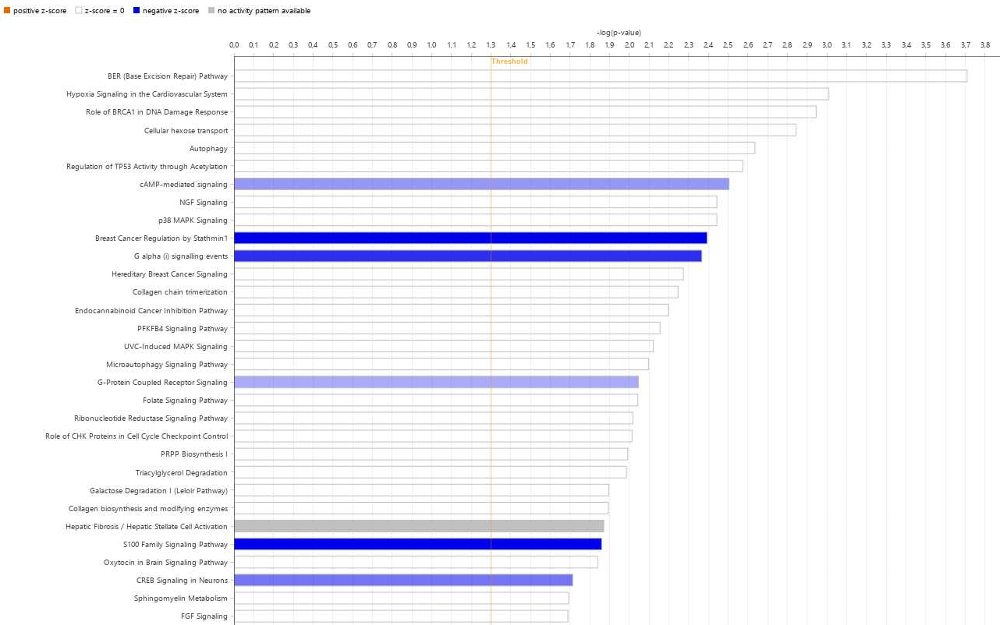 positive z-score z-score = 0 negative z-score no activity pattern available
-log(p-value)
0,0 0,1 0,2 0,3 0,4 0,5 0,6 0,7 0,8 0,9 1,0 1,1 1,2 1,3 1,4 1,5 1,6 1,7 1,8 1,9 2,0 2,1 2,2 2,3 2,4 2,5 2,6 2,7 2,8 2,9 3,0 3,1 3,2 3,3 3,4 3,5 3,6 3,7 3,8
Threshold
BER (Base Excision Repair) Pathway
Hypoxia Signaling in the Cardiovascular System
Role of BRCA1 in DNA Damage Response
Cellular hexose transport
Autophagy
Regulation of TP53 Activity through Acetylation
cAMP-mediated signaling
NGF Signaling
p38 MAPK Signaling
Breast Cancer Regulation by Stathmin1
G alpha (i) signalling events
Hereditary Breast Cancer Signaling
Collagen chain trimerization
Endocannabinoid Cancer Inhibition Pathway
PFKFB4 Signaling Pathway
UVC-Induced MAPK Signaling
Microautophagy Signaling Pathway
G-Protein Coupled Receptor Signaling
Folate Signaling Pathway
Ribonucleotide Reductase Signaling Pathway
Role of CHK Proteins in Cell Cycle Checkpoint Control
PRPP Biosynthesis I
Triacylglycerol Degradation
Galactose Degradation I (Leloir Pathway)
Collagen biosynthesis and modifying enzymes
Hepatic Fibrosis / Hepatic Stellate Cell Activation
S100 Family Signaling Pathway
Oxytocin in Brain Signaling Pathway
CREB Signaling in Neurons
Sphingomyelin Metabolism
FGF Signaling